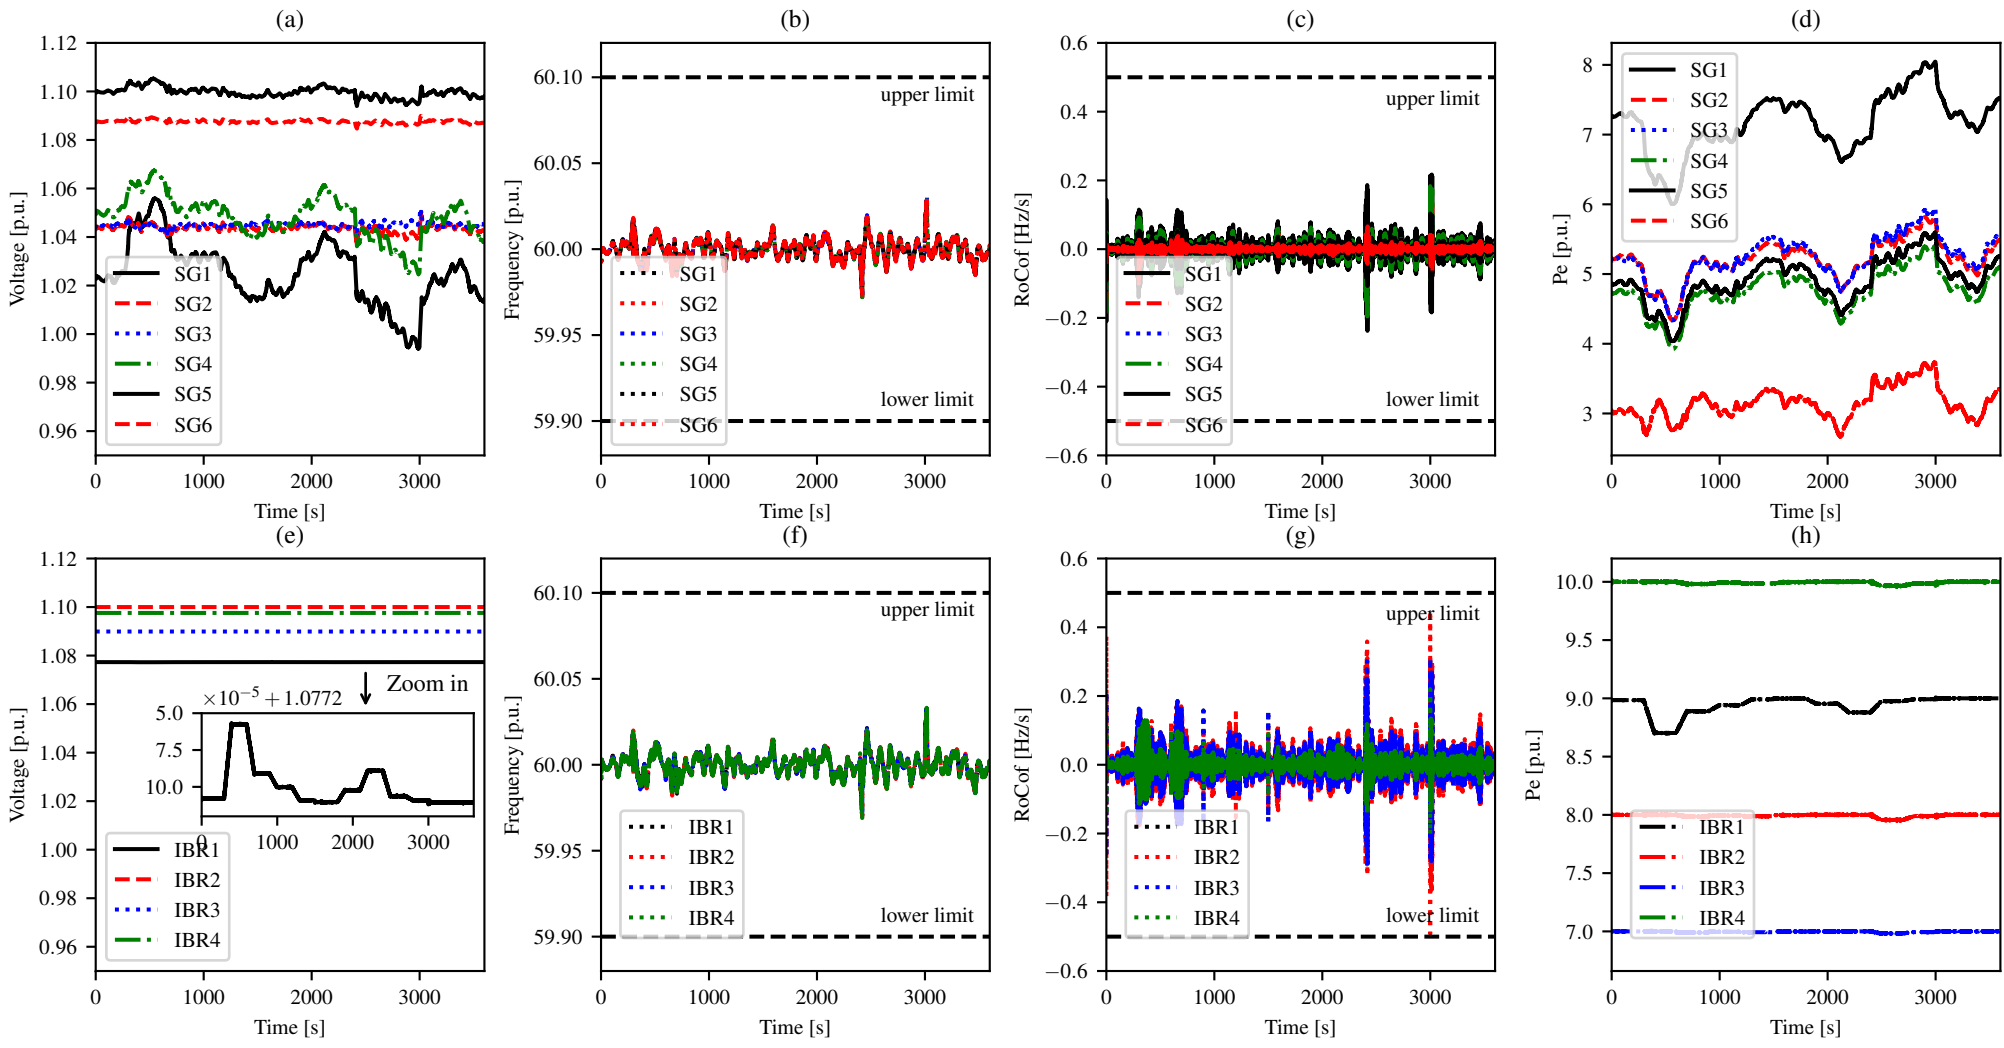 (a)
1.12
1.10
1.08
1.06
1.04
1.02
1.00
0.98
0.96
Voltage [p.u.]
SG1
SG2
SG3
SG4
SG5
SG6
0
1000
2000
3000
Time [s]
(b)
60.10
60.05
60.00
59.95
59.90
Frequency [p.u.]
upper limit
lower limit
SG1
SG2
SG3
SG4
SG5
SG6
0
1000
2000
3000
Time [s]
(c)
0.6
0.4
0.2
0.0
−0.2
−0.4
−0.6
RoCof [Hz/s]
upper limit
lower limit
SG1
SG2
SG3
SG4
SG5
SG6
0
1000
2000
3000
Time [s]
(d)
8
7
6
5
4
3
Pe [p.u.]
SG1
SG2
SG3
SG4
SG5
SG6
0
1000
2000
3000
Time [s]
(e)
1.12
1.10
1.08
1.06
1.04
1.02
1.00
0.98
0.96
Voltage [p.u.]
Zoom in
×10−5 + 1.0772
5.0
7.5
10.0
0
1000
2000
3000
IBR1
IBR2
IBR3
IBR4
0
1000
2000
3000
Time [s]
(f)
60.10
60.05
60.00
59.95
59.90
Frequency [p.u.]
upper limit
lower limit
IBR1
IBR2
IBR3
IBR4
0
1000
2000
3000
Time [s]
(g)
0.6
0.4
0.2
0.0
−0.2
−0.4
−0.6
RoCof [Hz/s]
upper limit
lower limit
IBR1
IBR2
IBR3
IBR4
0
1000
2000
3000
Time [s]
(h)
10.0
9.5
9.0
8.5
8.0
7.5
7.0
Pe [p.u.]
IBR1
IBR2
IBR3
IBR4
0
1000
2000
3000
Time [s]